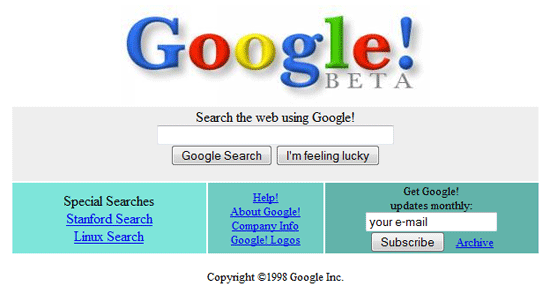 Google!
BETA
Search the web using Google!
Google Search
I'm feeling lucky
Special Searches
Stanford Search
Linux Search
Help!
About Google!
Company Info
Google! Logos
Get Google!
updates monthly:
your e-mail
Subscribe
Archive
Copyright ©1998 Google Inc.